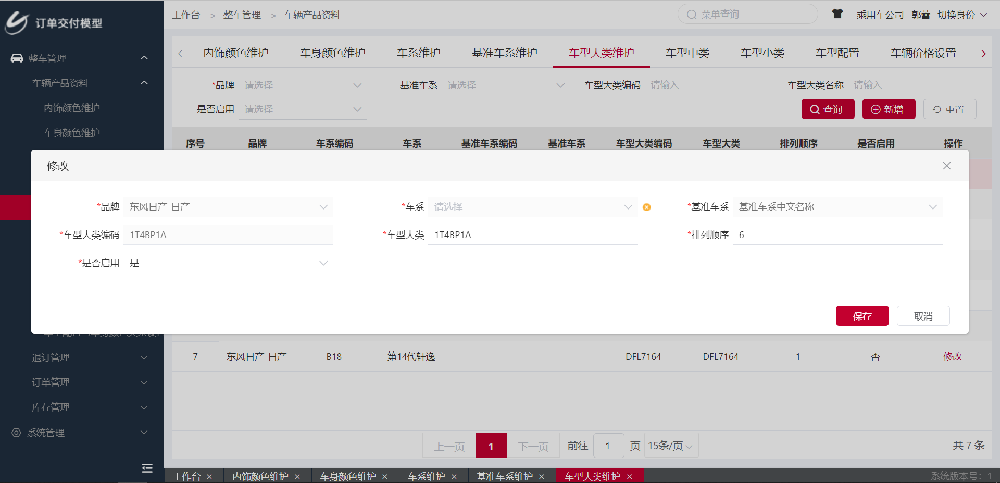 订单交付模型
工作台 > 整车管理 > 车辆产品资料
菜单查询
乘用车公司 郭蕾 切换身份
整车管理
车辆产品资料
内饰颜色维护
车身颜色维护
内饰颜色维护 车身颜色维护 车系维护 基准车系维护 车型大类维护 车型中类 车型小类 车型配置 车辆价格设置
*品牌 请选择 基准车系 请选择 车型大类编码 请输入 车型大类名称 请输入
是否启用 请选择 查询 新增 重置
序号 品牌 车系编码 车系 基准车系编码 基准车系 车型大类编码 车型大类 排列顺序 是否启用 操作
修改
*品牌 东风日产-日产 *车系 请选择 *基准车系 基准车系中文名称
*车型大类编码 1T4BP1A *车型大类 1T4BP1A *排列顺序 6
*是否启用 是
保存 取消
车型配置与车身颜色关系设置
7 东风日产-日产 B18 第14代轩逸 DFL7164 DFL7164 1 否 修改
退订管理
订单管理
库存管理
系统管理
上一页 1 下一页 前往 1 页 15条/页 共 7 条
工作台 × 内饰颜色维护 × 车身颜色维护 × 车系维护 × 基准车系维护 × 车型大类维护 × 系统版本号: 1